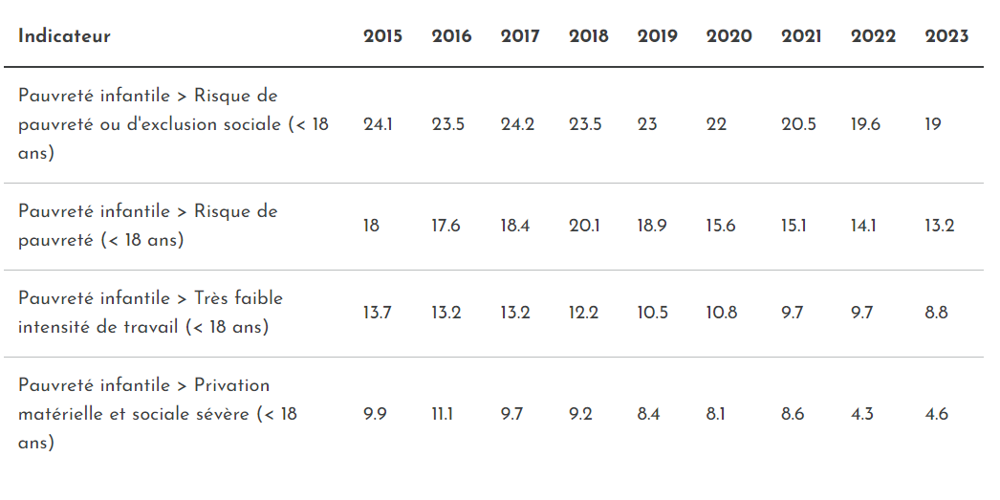 Indicateur 2015 2016 2017 2018 2019 2020 2021 2022 2023
Pauvreté infantile > Risque de
pauvreté ou d'exclusion sociale (< 18
ans)
24.1 23.5 24.2 23.5 23 22 20.5 19.6 19
Pauvreté infantile > Risque de
pauvreté (< 18 ans)
18 17.6 18.4 20.1 18.9 15.6 15.1 14.1 13.2
Pauvreté infantile > Très faible
intensité de travail (< 18 ans)
13.7 13.2 13.2 12.2 10.5 10.8 9.7 9.7 8.8
Pauvreté infantile > Privation
matérielle et sociale sévère (< 18
ans)
9.9 11.1 9.7 9.2 8.4 8.1 8.6 4.3 4.6